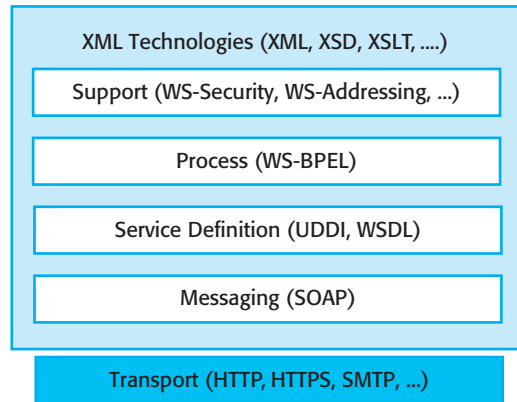 XML Technologies (XML, XSD, XSLT, ....)
Support (WS-Security, WS-Addressing, ...)
Process (WS-BPEL)
Service Definition (UDDI, WSDL)
Messaging (SOAP)
Transport (HTTP, HTTPS, SMTP, ...)